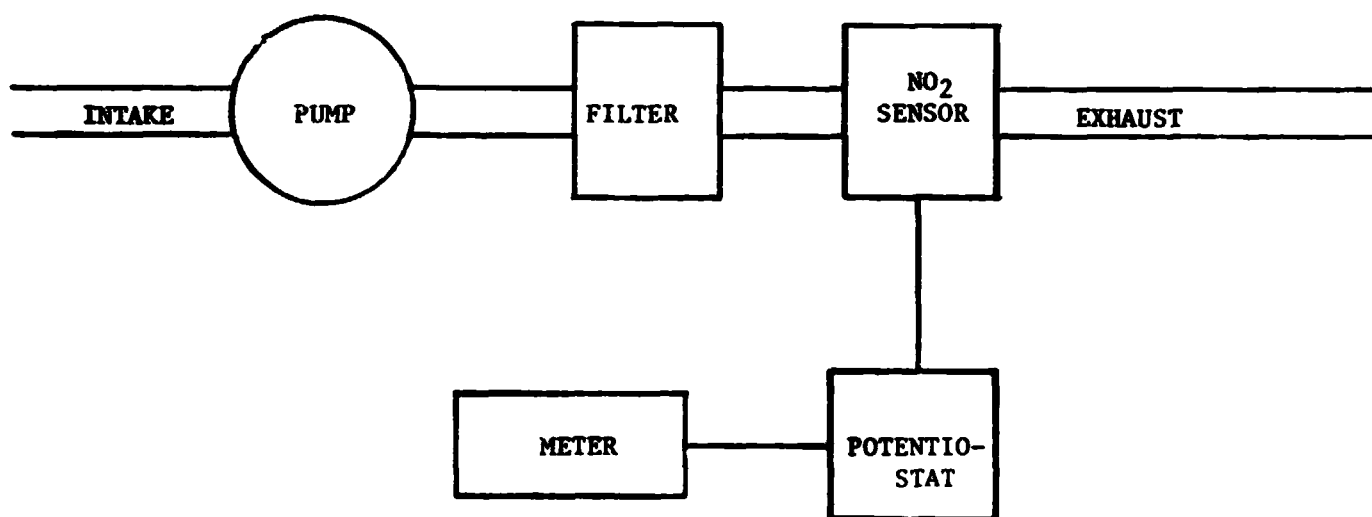 INTAKE
PUMP
FILTER
NO2
SENSOR
EXHAUST
METER
POTENTIO-
STAT